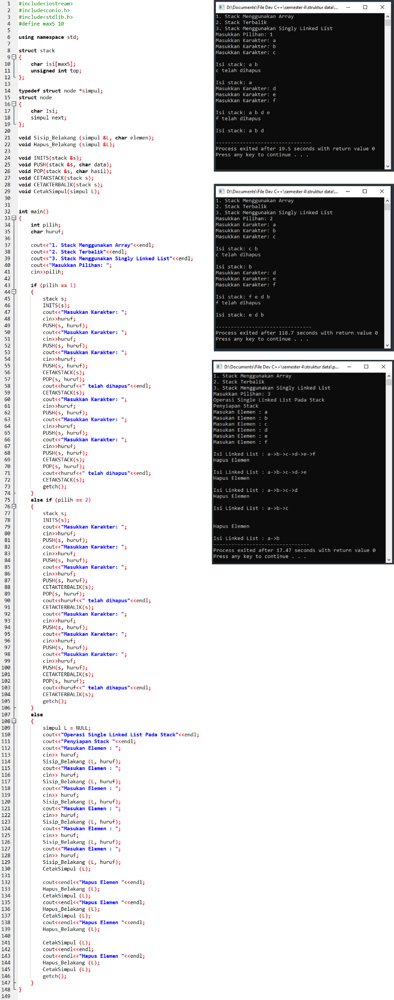 1 #include<iostream>
2 #include<conio.h>
3 #include<stdlib.h>
4 #define maxS 10
5
6 using namespace std;
7
8 struct stack
9 {
10 char isi[maxS];
11 unsigned int top;
12 };
13
14 typedef struct node *simpul;
15 struct node
16 {
17 char Isi;
18 simpul next;
19 };
20
21 void Sisip_Belakang (simpul &L, char elemen);
22 void Hapus_Belakang (simpul &L);
23
24 void INITS(stack &s);
25 void PUSH(stack &s, char data);
26 void POP(stack &s, char hasil);
27 void CETAKSTACK(stack s);
28 void CETAKTERBALIK(stack s);
29 void CetakSimpul(simpul L);
30
31
32 int main()
33 {
34 int pilih;
35 char huruf;
36
37 cout<<"1. Stack Menggunakan Array"<<endl;
38 cout<<"2. Stack Terbalik"<<endl;
39 cout<<"3. Stack Menggunakan Singly Linked List"<<endl;
40 cout<<"Masukkan Pilihan: ";
41 cin>>pilih;
42
43 if (pilih == 1)
44 {
45 stack s;
46 INITS(s);
47 cout<<"Masukkan Karakter: ";
48 cin>>huruf;
49 PUSH(s, huruf);
50 cout<<"Masukkan Karakter: ";
51 cin>>huruf;
52 PUSH(s, huruf);
53 cout<<"Masukkan Karakter: ";
54 cin>>huruf;
55 PUSH(s, huruf);
56 CETAKSTACK(s);
57 POP(s, huruf);
58 cout<<huruf<<" telah dihapus"<<endl;
59 CETAKSTACK(s);
60 cout<<"Masukkan Karakter: ";
61 cin>>huruf;
62 PUSH(s, huruf);
63 cout<<"Masukkan Karakter: ";
64 cin>>huruf;
65 PUSH(s, huruf);
66 cout<<"Masukkan Karakter: ";
67 cin>>huruf;
68 PUSH(s, huruf);
69 CETAKSTACK(s);
70 POP(s, huruf);
71 cout<<huruf<<" telah dihapus"<<endl;
72 CETAKSTACK(s);
73 getch();
74 }
75 else if (pilih == 2)
76 {
77 stack s;
78 INITS(s);
79 cout<<"Masukkan Karakter: ";
80 cin>>huruf;
81 PUSH(s, huruf);
82 cout<<"Masukkan Karakter: ";
83 cin>>huruf;
84 PUSH(s, huruf);
85 cout<<"Masukkan Karakter: ";
86 cin>>huruf;
87 PUSH(s, huruf);
88 CETAKTERBALIK(s);
89 POP(s, huruf);
90 cout<<huruf<<" telah dihapus"<<endl;
91 CETAKTERBALIK(s);
92 cout<<"Masukkan Karakter: ";
93 cin>>huruf;
94 PUSH(s, huruf);
95 cout<<"Masukkan Karakter: ";
96 cin>>huruf;
97 PUSH(s, huruf);
98 cout<<"Masukkan Karakter: ";
99 cin>>huruf;
100 PUSH(s, huruf);
101 CETAKTERBALIK(s);
102 POP(s, huruf);
103 cout<<huruf<<" telah dihapus"<<endl;
104 CETAKTERBALIK(s);
105 getch();
106 }
107 else
108 {
109 simpul L = NULL;
110 cout<<"Operasi Single Linked List Pada Stack"<<endl;
111 cout<<"Penyiapan Stack "<<endl;
112 cout<<"Masukan Elemen : ";
113 cin>> huruf;
114 Sisip_Belakang (L, huruf);
115 cout<<"Masukan Elemen : ";
116 cin>> huruf;
117 Sisip_Belakang (L, huruf);
118 cout<<"Masukan Elemen : ";
119 cin>> huruf;
120 Sisip_Belakang (L, huruf);
121 cout<<"Masukan Elemen : ";
122 cin>> huruf;
123 Sisip_Belakang (L, huruf);
124 cout<<"Masukan Elemen : ";
125 cin>> huruf;
126 Sisip_Belakang (L, huruf);
127 cout<<"Masukan Elemen : ";
128 cin>> huruf;
129 Sisip_Belakang (L, huruf);
130 CetakSimpul (L);
131
132 cout<<endl<<"Hapus Elemen "<<endl;
133 Hapus_Belakang (L);
134 CetakSimpul (L);
135 cout<<endl<<"Hapus Elemen "<<endl;
136 Hapus_Belakang (L);
137 CetakSimpul (L);
138 cout<<endl<<"Hapus Elemen "<<endl;
139 Hapus_Belakang (L);
140
141 CetakSimpul (L);
142 cout<<endl<<endl;
143 cout<<endl<<"Hapus Elemen "<<endl;
144 Hapus_Belakang (L);
145 CetakSimpul (L);
146 getch();
147 }
148 }
149
D:\Documents\File Dev C++\semester 4\struktur data\...
1. Stack Menggunakan Array
2. Stack Terbalik
3. Stack Menggunakan Singly Linked List
Masukkan Pilihan: 1
Masukkan Karakter: a
Masukkan Karakter: b
Masukkan Karakter: c
Isi stack: a b
c telah dihapus
Isi stack: a
Masukkan Karakter: d
Masukkan Karakter: e
Masukkan Karakter: f
Isi stack: a b d e
f telah dihapus
Isi stack: a b d
--------------------------------
Process exited after 19.5 seconds with return value 0
Press any key to continue . . .
D:\Documents\File Dev C++\semester 4\struktur data\...
1. Stack Menggunakan Array
2. Stack Terbalik
3. Stack Menggunakan Singly Linked List
Masukkan Pilihan: 2
Masukkan Karakter: a
Masukkan Karakter: b
Masukkan Karakter: c
Isi stack: c b
c telah dihapus
Isi stack: b
Masukkan Karakter: d
Masukkan Karakter: e
Masukkan Karakter: f
Isi stack: f e d b
f telah dihapus
Isi stack: e d b
--------------------------------
Process exited after 118.7 seconds with return value 0
Press any key to continue . . .
D:\Documents\File Dev C++\semester 4\struktur data\p...
1. Stack Menggunakan Array
2. Stack Terbalik
3. Stack Menggunakan Singly Linked List
Masukkan Pilihan: 3
Operasi Single Linked List Pada Stack
Penyiapan Stack
Masukan Elemen : a
Masukan Elemen : b
Masukan Elemen : c
Masukan Elemen : d
Masukan Elemen : e
Masukan Elemen : f
Isi Linked List : a->b->c->d->e->f
Hapus Elemen
Isi Linked List : a->b->c->d->e
Hapus Elemen
Isi Linked List : a->b->c->d
Hapus Elemen
Isi Linked List : a->b->c
Hapus Elemen
Isi Linked List : a->b
--------------------------------
Process exited after 17.47 seconds with return value 0
Press any key to continue . . .